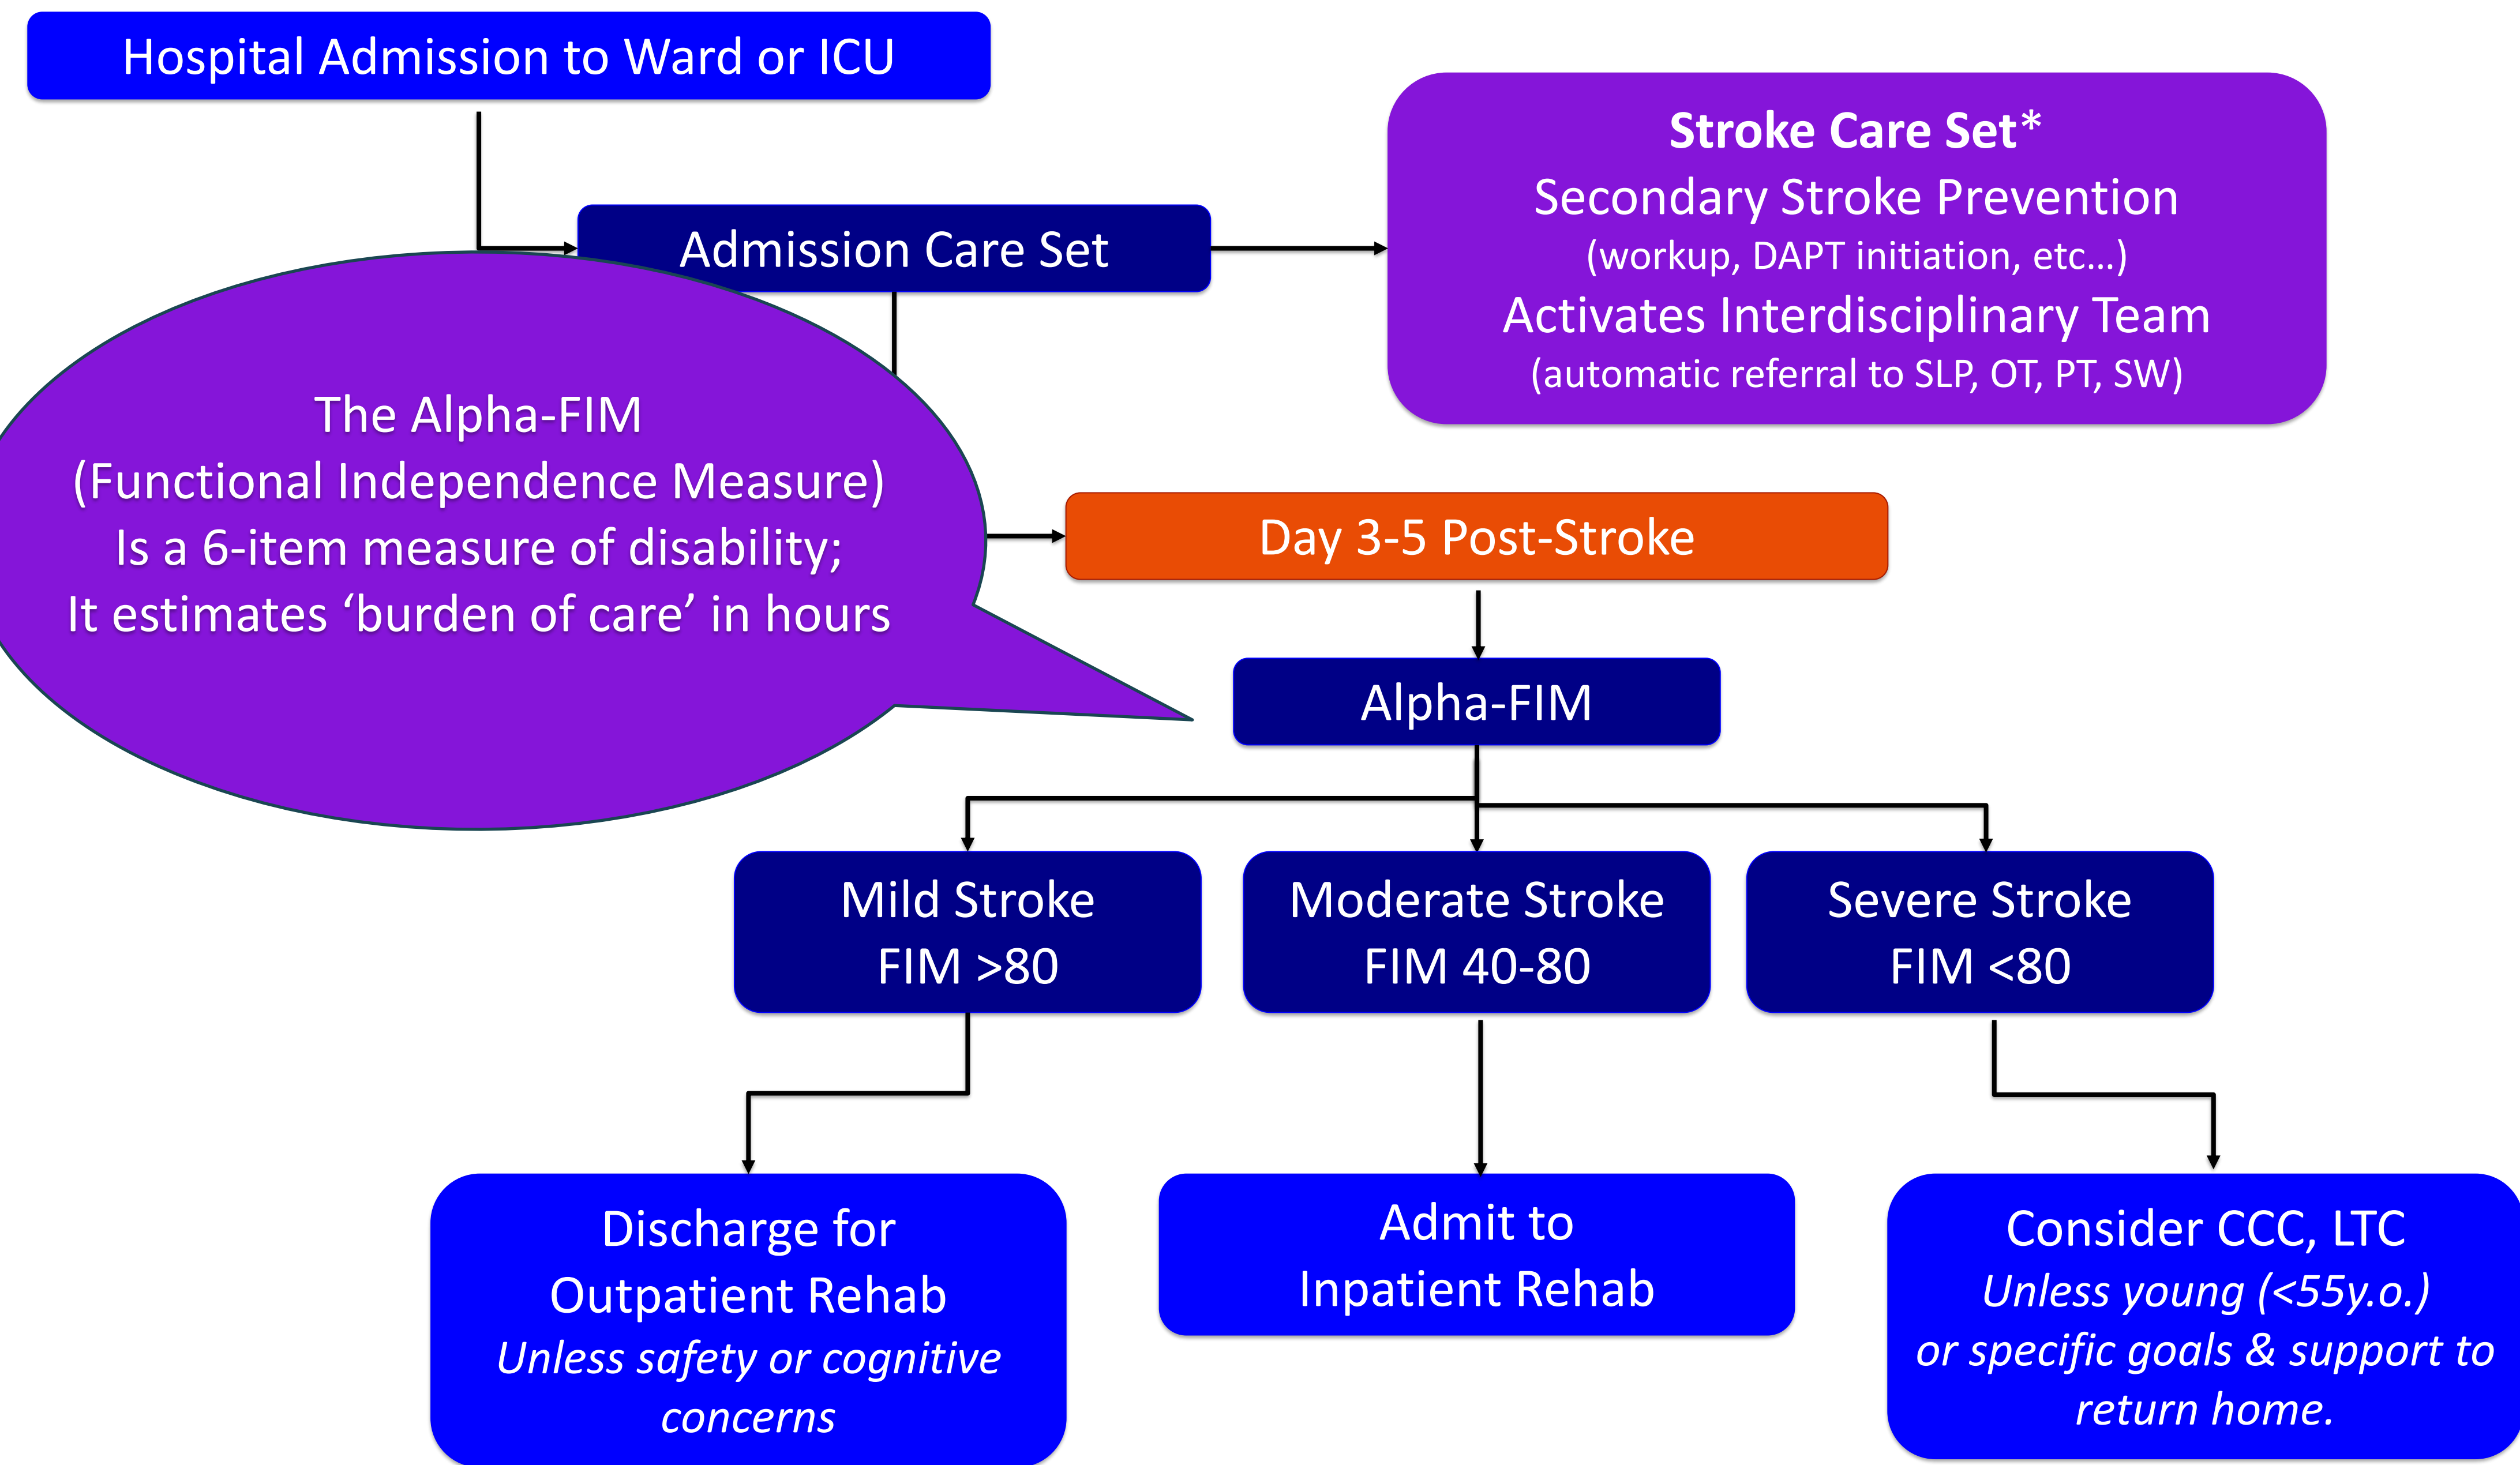 Hospital Admission to Ward or ICU
Admission Care Set
Stroke Care Set*
Secondary Stroke Prevention
(workup, DAPT initiation, etc...)
Activates Interdisciplinary Team
(automatic referral to SLP, OT, PT, SW)
The Alpha-FIM
(Functional Independence Measure)
Is a 6-item measure of disability;
It estimates ‘burden of care’ in hours
Day 3-5 Post-Stroke
Alpha-FIM
Mild Stroke
FIM >80
Moderate Stroke
FIM 40-80
Severe Stroke
FIM <80
Discharge for
Outpatient Rehab
Unless safety or cognitive
concerns
Admit to
Inpatient Rehab
Consider CCC, LTC
Unless young (<55y.o.)
or specific goals & support to
return home.